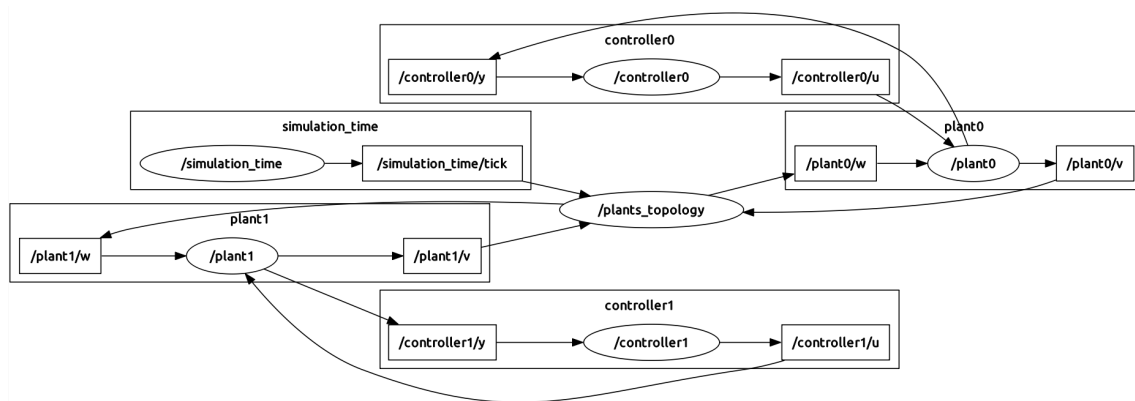 controller0
/controller0/y
/controller0
/controller0/u
simulation_time
/simulation_time
/simulation_time/tick
plant0
/plant0/w
/plant0
/plant0/v
/plants_topology
plant1
/plant1/w
/plant1
/plant1/v
controller1
/controller1/y
/controller1
/controller1/u